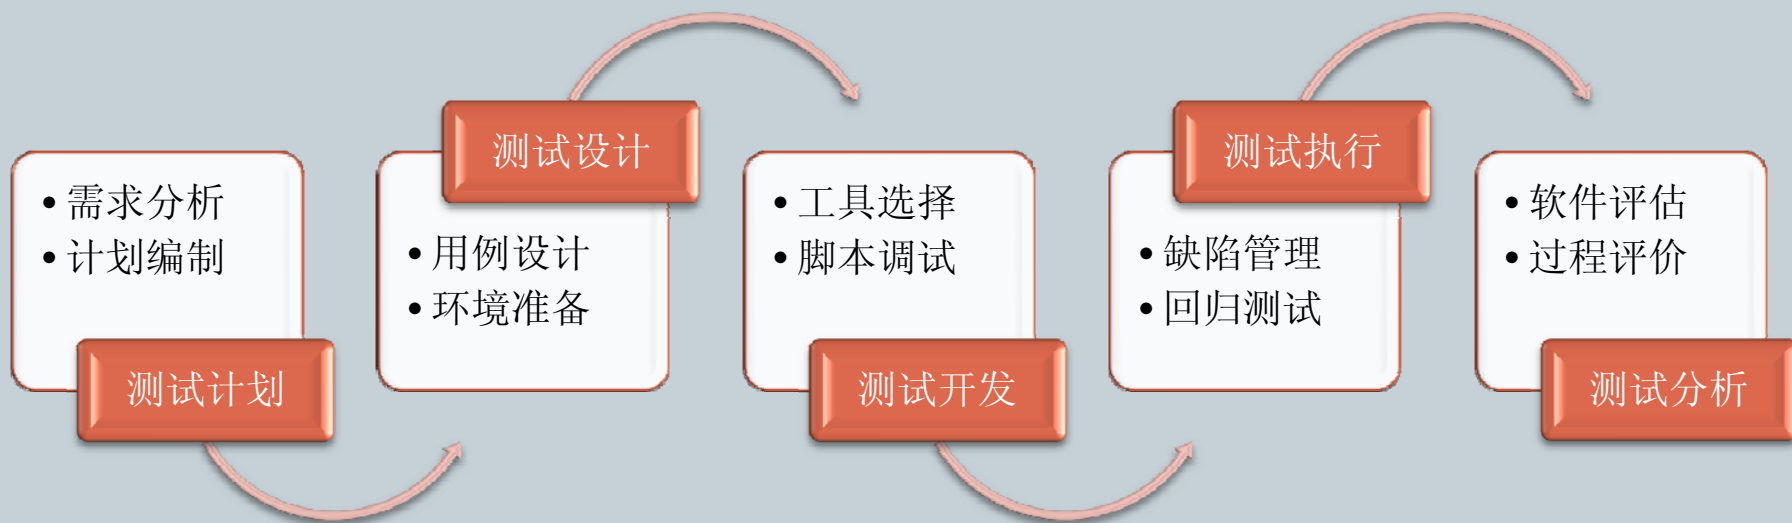 • 需求分析
• 计划编制
测试计划
测试设计
• 用例设计
• 环境准备
• 工具选择
• 脚本调试
测试开发
测试执行
• 缺陷管理
• 回归测试
• 软件评估
• 过程评价
测试分析